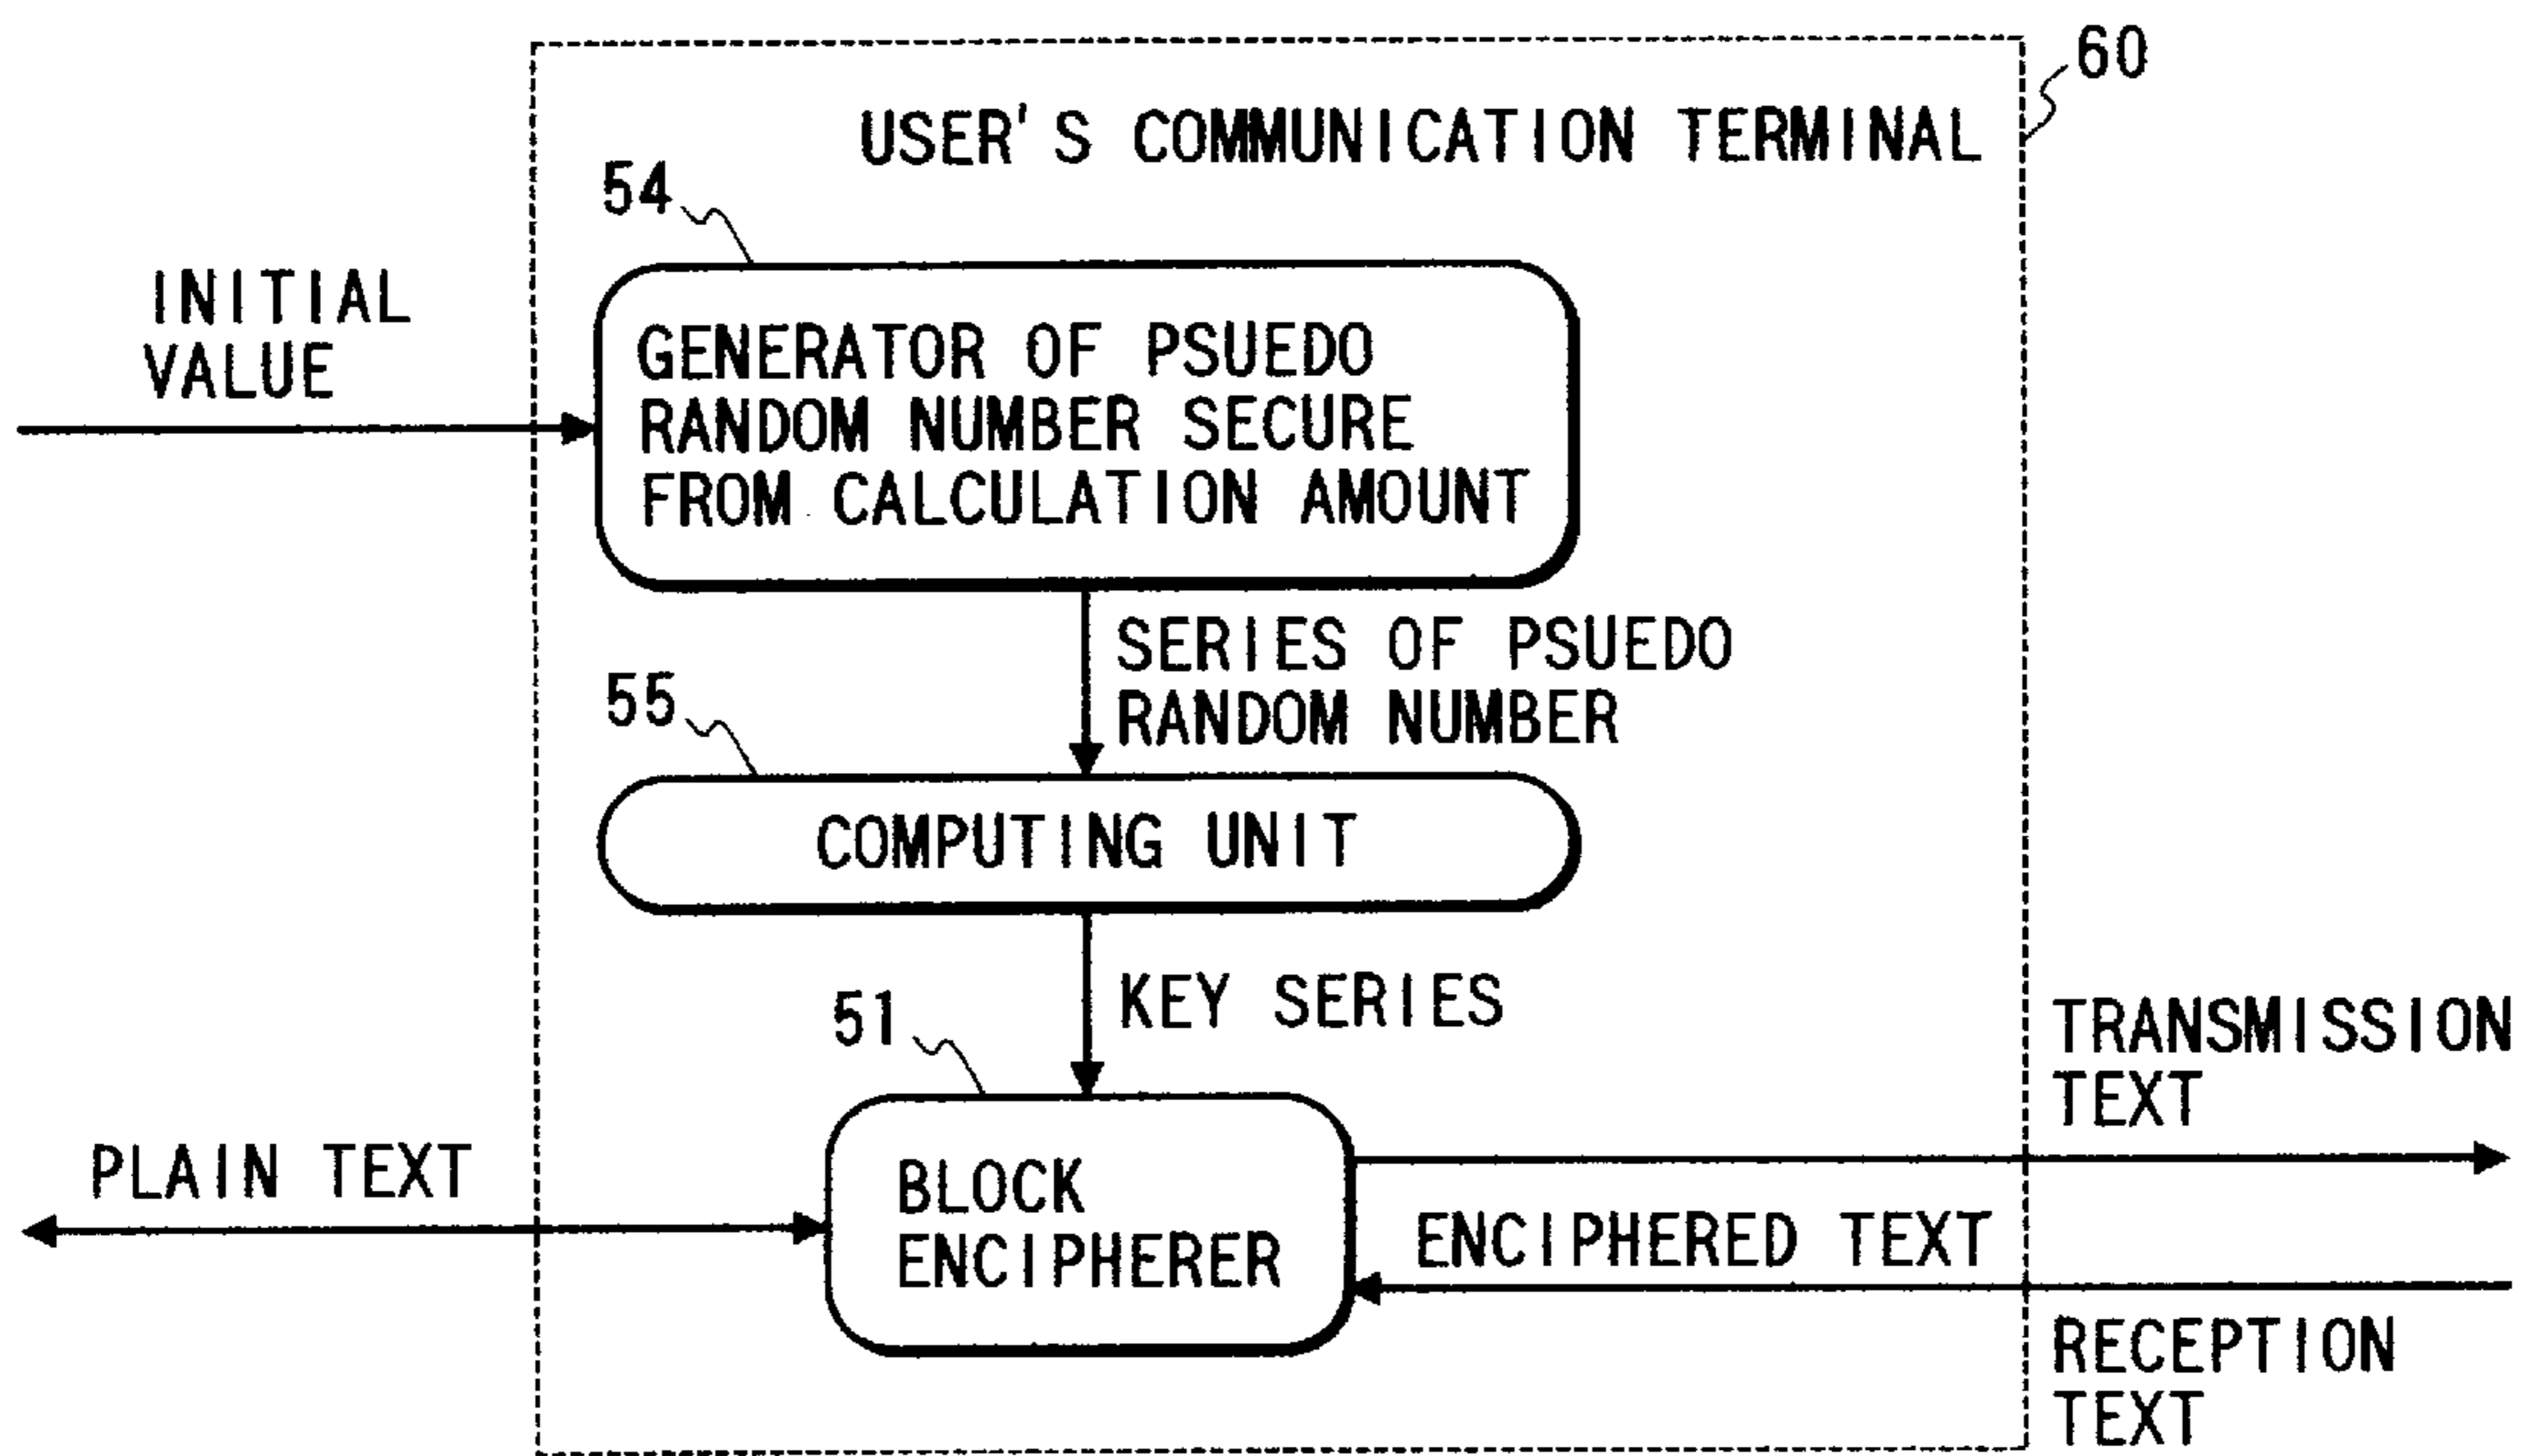 60
USER'S COMMUNICATION TERMINAL
54
INITIAL
VALUE
GENERATOR OF PSUEDO
RANDOM NUMBER SECURE
FROM CALCULATION AMOUNT
SERIES OF PSUEDO
RANDOM NUMBER
55
COMPUTING UNIT
KEY SERIES
51
TRANSMISSION
TEXT
PLAIN TEXT
BLOCK
ENCIPHERER
ENCIPHERED TEXT
RECEPTION
TEXT